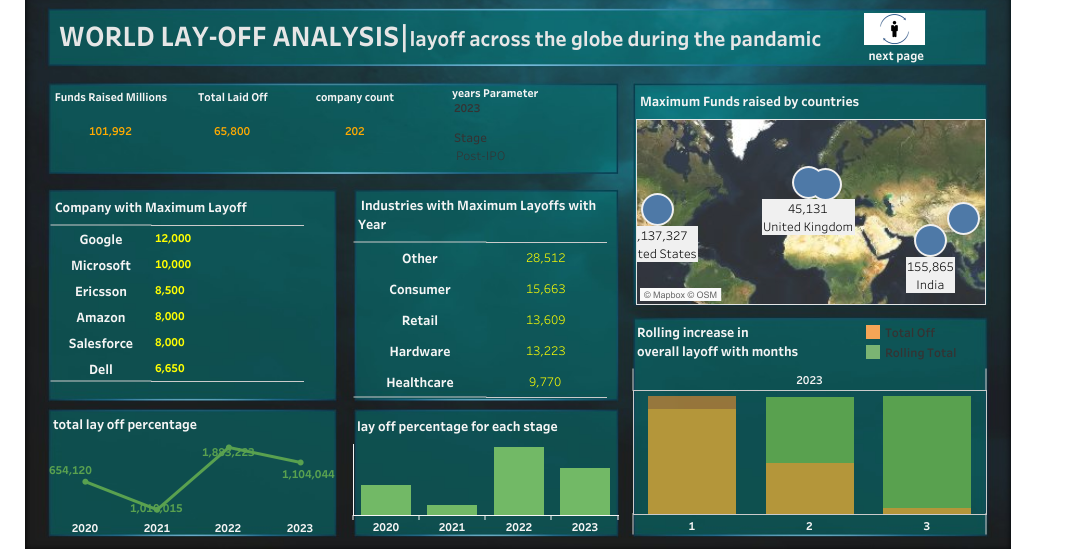 WORLD LAY-OFF ANALYSIS|layoff across the globe during the pandamic
next page
Funds Raised Millions
Total Laid Off
company count
years Parameter
2023
101,992
65,800
202
Stage
Post-IPO
Maximum Funds raised by countries
45,131
United Kingdom
,137,327
ted States
155,865
India
© Mapbox © OSM
Company with Maximum Layoff
Google 12,000
Microsoft 10,000
Ericsson 8,500
Amazon 8,000
Salesforce 8,000
Dell 6,650
Industries with Maximum Layoffs with
Year
Other 28,512
Consumer 15,663
Retail 13,609
Hardware 13,223
Healthcare 9,770
Rolling increase in
overall layoff with months
Total Off
Rolling Total
2023
1 2 3
total lay off percentage
654,120
1,104,044
2020 2021 2022 2023
lay off percentage for each stage
2020 2021 2022 2023